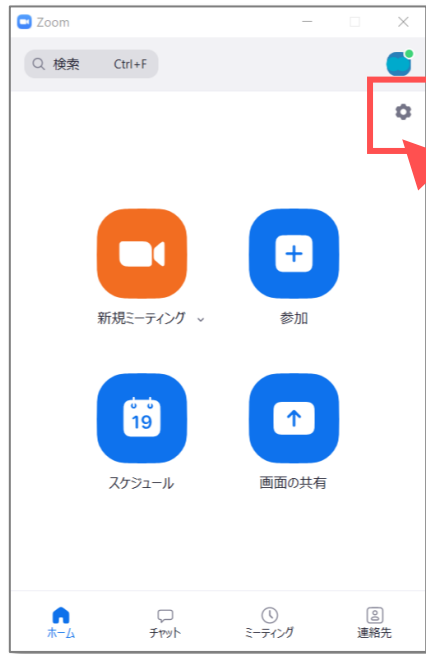 Zoom
検索 Ctrl+F
新規ミーティング
参加
19
スケジュール
画面の共有
ホーム
チャット
ミーティング
連絡先